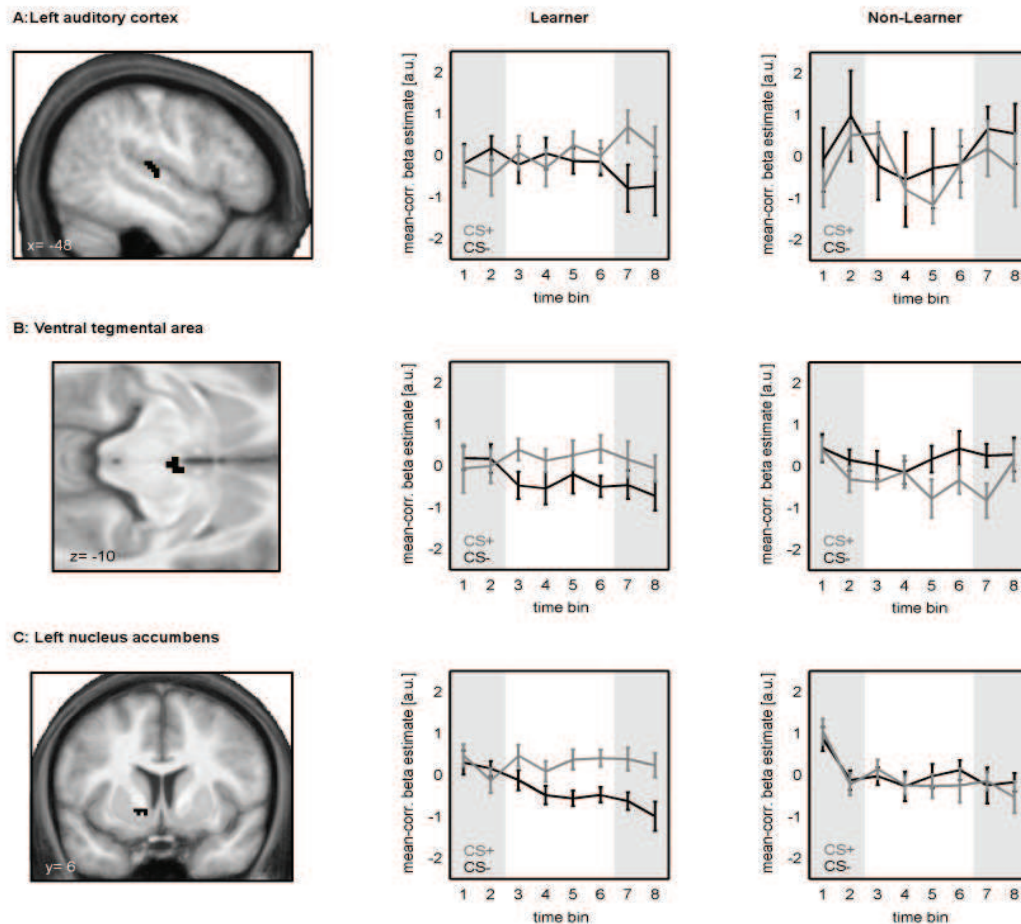 A:Left auditory cortex
Learner
Non-Learner
x= -48
mean-corr. beta estimate [a.u.]
2
1
0
-1
-2
CS+
CS-
1 2 3 4 5 6 7 8
time bin
mean-corr. beta estimate [a.u.]
2
1
0
-1
-2
CS+
CS-
1 2 3 4 5 6 7 8
time bin
B: Ventral tegmental area
z= -10
mean-corr. beta estimate [a.u.]
2
1
0
-1
-2
CS+
CS-
1 2 3 4 5 6 7 8
time bin
mean-corr. beta estimate [a.u.]
2
1
0
-1
-2
CS+
CS-
1 2 3 4 5 6 7 8
time bin
C: Left nucleus accumbens
y= 6
mean-corr. beta estimate [a.u.]
2
1
0
-1
-2
CS+
CS-
1 2 3 4 5 6 7 8
time bin
mean-corr. beta estimate [a.u.]
2
1
0
-1
-2
CS+
CS-
1 2 3 4 5 6 7 8
time bin